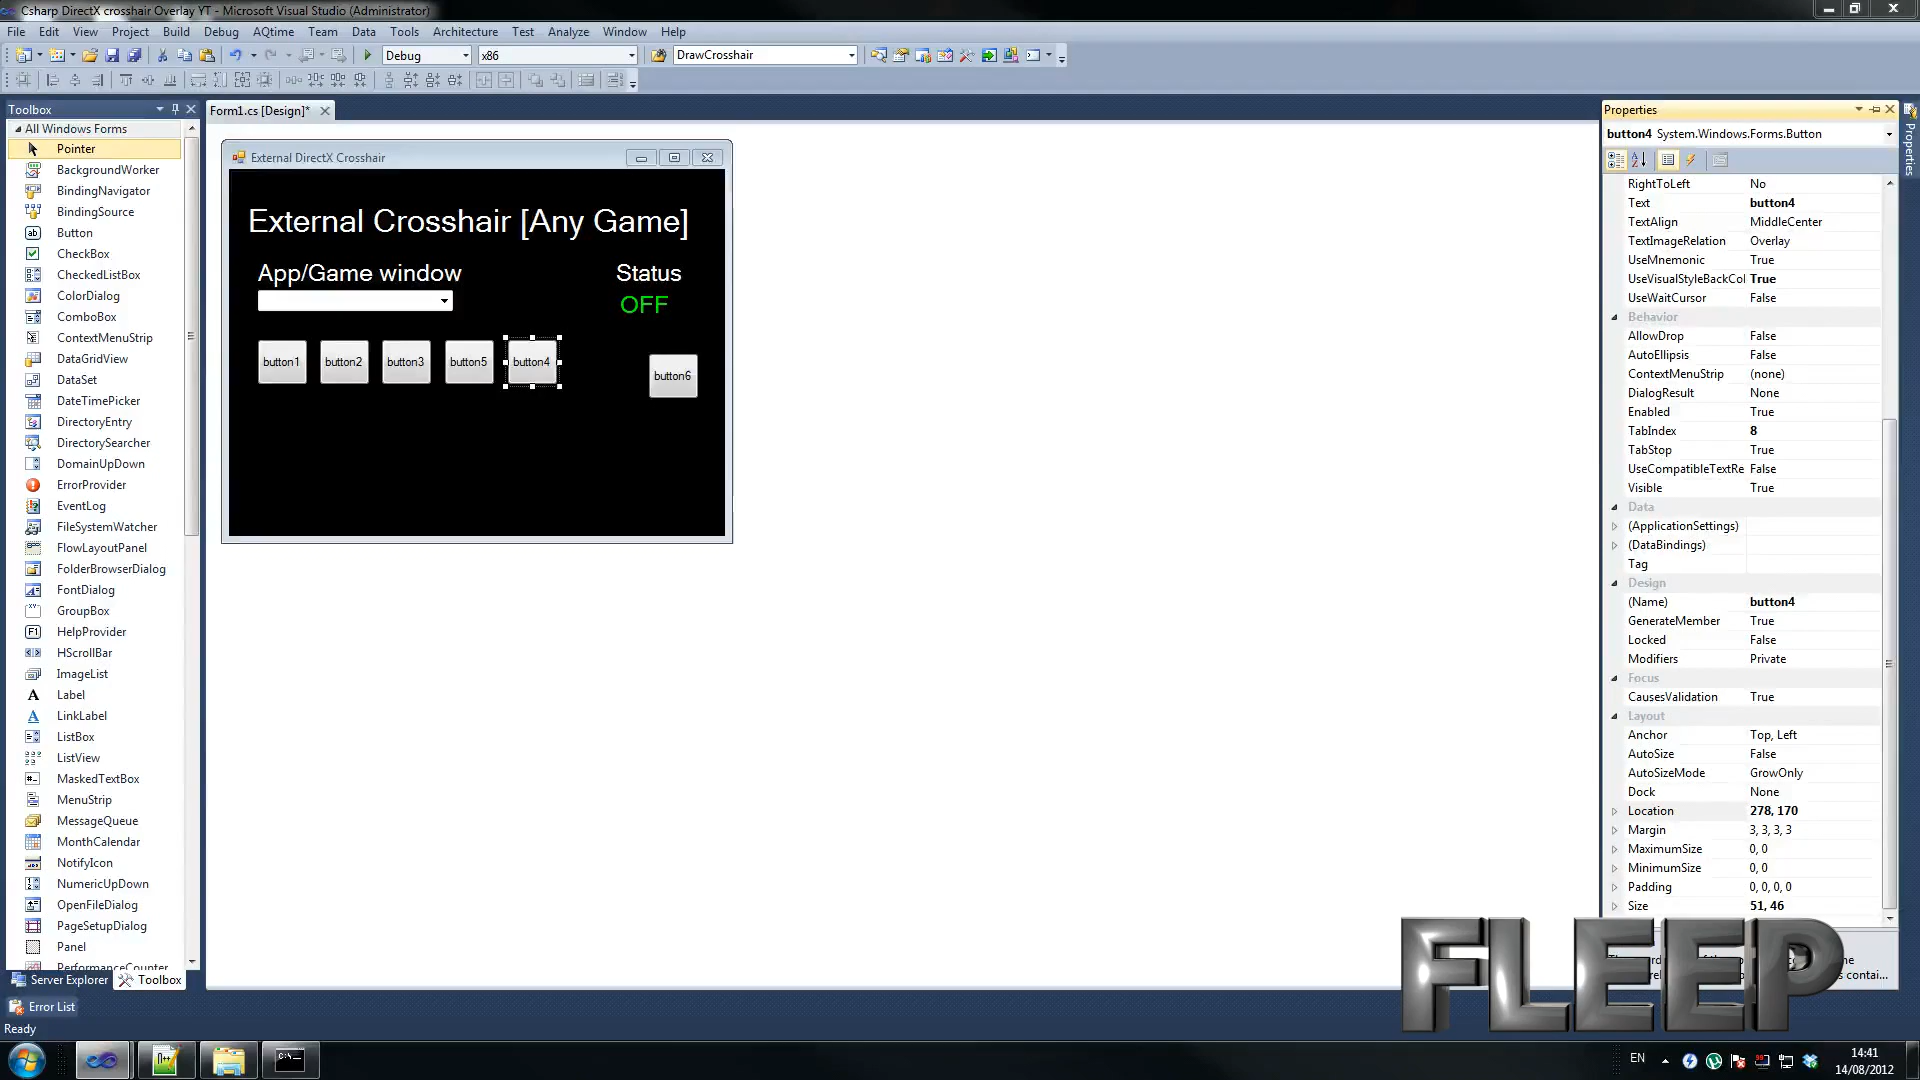 Csharp DirectX crosshair Overlay YT - Microsoft Visual Studio (Administrator)
File Edit View Project Build Debug AQtime Team Data Tools Architecture Test Analyze Window Help
Debug x86 DrawCrosshair
Toolbox
All Windows Forms
Pointer
BackgroundWorker
BindingNavigator
BindingSource
Button
CheckBox
CheckedListBox
ColorDialog
ComboBox
ContextMenuStrip
DataGridView
DataSet
DateTimePicker
DirectoryEntry
DirectorySearcher
DomainUpDown
ErrorProvider
EventLog
FileSystemWatcher
FlowLayoutPanel
FolderBrowserDialog
FontDialog
GroupBox
HelpProvider
HScrollBar
ImageList
Label
LinkLabel
ListBox
ListView
MaskedTextBox
MenuStrip
MessageQueue
MonthCalendar
NotifyIcon
NumericUpDown
OpenFileDialog
PageSetupDialog
Panel
PerformanceCounter
Server Explorer Toolbox
Error List
Ready
Form1.cs [Design]*
External DirectX Crosshair
External Crosshair [Any Game]
App/Game window Status
OFF
button1 button2 button3 button5 button4 button6
Properties
button4 System.Windows.Forms.Button
RightToLeft No
Text button4
TextAlign MiddleCenter
TextImageRelation Overlay
UseMnemonic True
UseVisualStyleBackCol True
UseWaitCursor False
Behavior
AllowDrop False
AutoEllipsis False
ContextMenuStrip (none)
DialogResult None
Enabled True
TabIndex 8
TabStop True
UseCompatibleTextRe False
Visible True
Data
(ApplicationSettings)
(DataBindings)
Tag
Design
(Name) button4
GenerateMember True
Locked False
Modifiers Private
Focus
CausesValidation True
Layout
Anchor Top, Left
AutoSize False
AutoSizeMode GrowOnly
Dock None
Location 278, 170
Margin 3, 3, 3, 3
MaximumSize 0, 0
MinimumSize 0, 0
Padding 0, 0, 0, 0
Size 51, 46
contai...
Properties
FLEEP
EN 14:41
14/08/2012